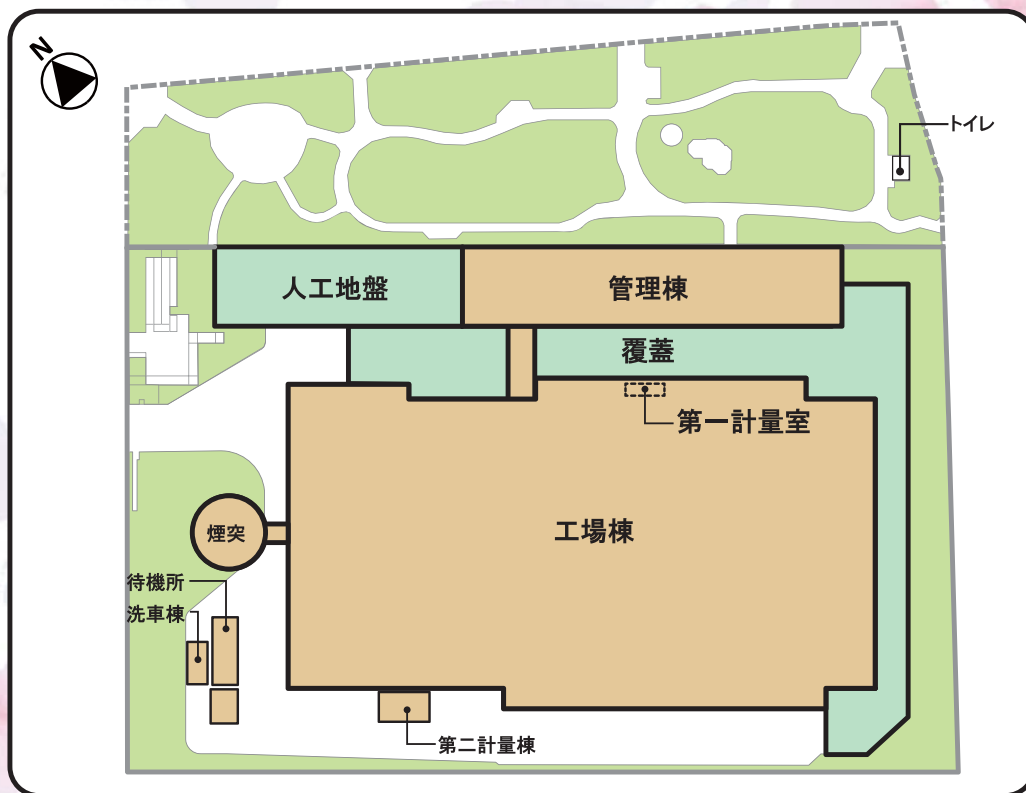 N
トイレ
人工地盤
管理棟
覆蓋
第一計量室
工場棟
煙突
待機所
洗車棟
第二計量棟